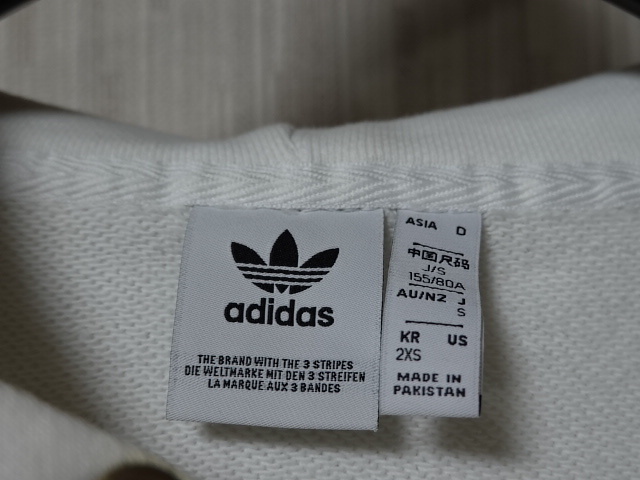 adidas
THE BRAND WITH THE 3 STRIPES
DIE WELTMARKE MIT DEN 3 STREIFEN
LA MARQUE AUX 3 BANDES
ASIA D
中国尺码
J/S
155/80A
AU/NZ J
S
KR US
2XS
MADE IN
PAKISTAN